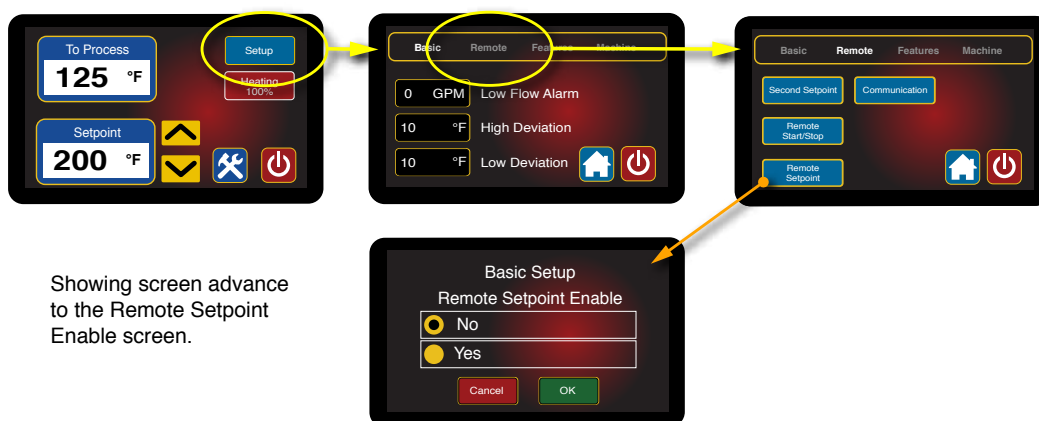 To Process
125 °F
Setup
Heating
100%
Setpoint
200 °F
Basic Remote Features Machine
0 GPM Low Flow Alarm
10 °F High Deviation
10 °F Low Deviation
Basic Remote Features Machine
Second Setpoint Communication
Remote
Start/Stop
Remote
Setpoint
Showing screen advance
to the Remote Setpoint
Enable screen.
Basic Setup
Remote Setpoint Enable
No
Yes
Cancel OK